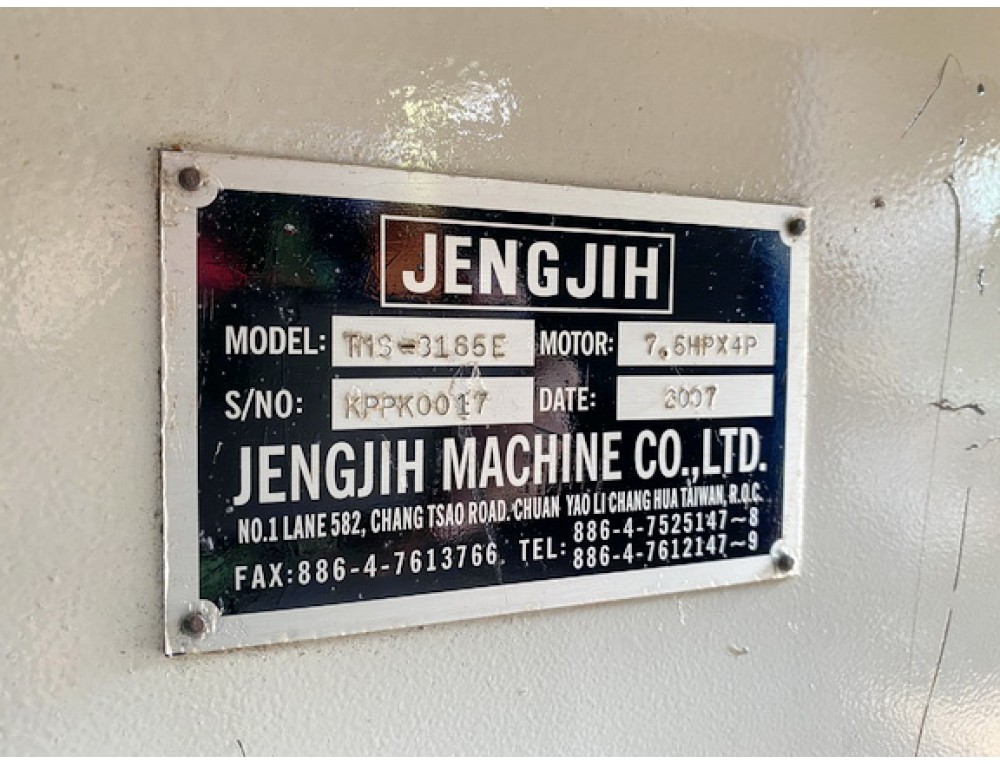 JENGJIH
MODEL: TMS-3165E MOTOR: 7.5HPX4P
S/NO: KPPK0017 DATE: 2007
JENGJIH MACHINE CO.,LTD.
NO.1 LANE 582, CHANG TSAO ROAD. CHUAN YAO LI CHANG HUA TAIWAN, R.O.C.
FAX:886-4-7613766 TEL: 886-4-7525147~8
886-4-7612147~9